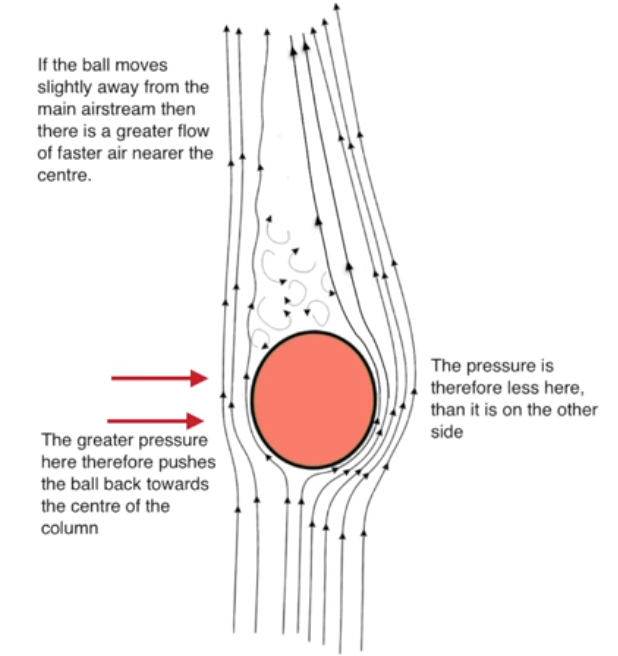 If the ball moves
slightly away from the
main airstream then
there is a greater flow
of faster air nearer the
centre.
The pressure is
therefore less here,
than it is on the other
side
The greater pressure
here therefore pushes
the ball back towards
the centre of the
column